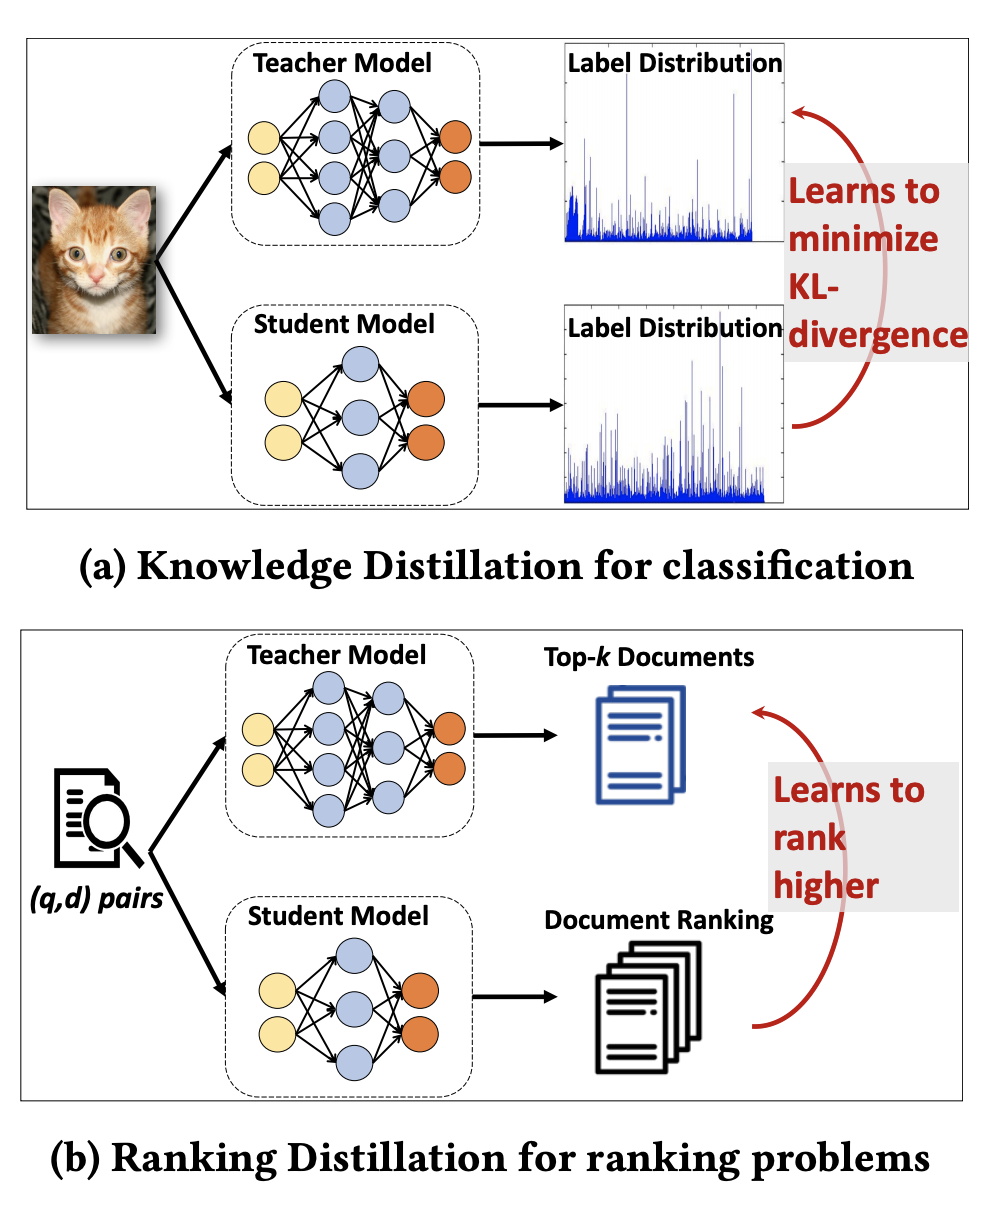 Teacher Model
Label Distribution
Learns to
minimize
KL-
divergence
Student Model
Label Distribution
(a) Knowledge Distillation for classification
Teacher Model
Top-k Documents
Learns to
rank
higher
(q,d) pairs
Student Model
Document Ranking
(b) Ranking Distillation for ranking problems